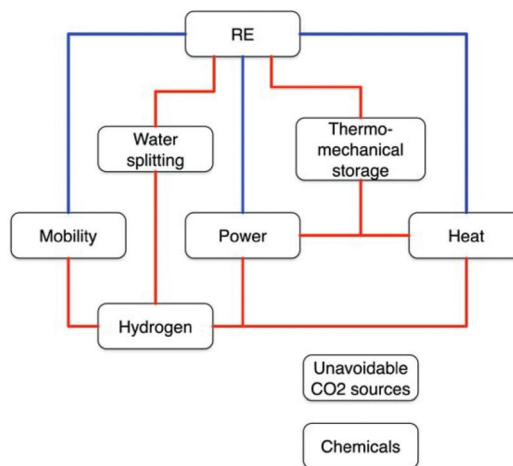 RE
Water
splitting
Thermo-
mechanical
storage
Mobility
Power
Heat
Hydrogen
Unavoidable
CO2 sources
Chemicals